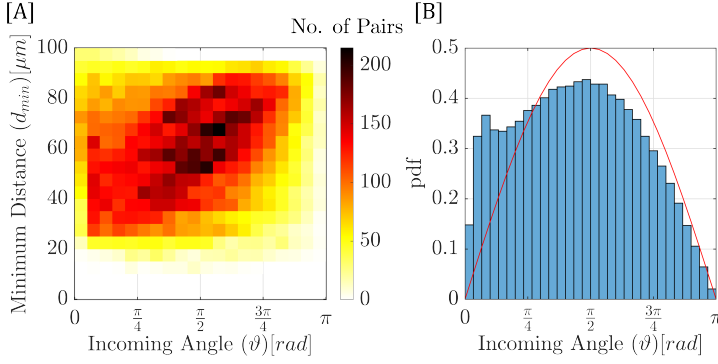 [A]
No. of Pairs
Minimum Distance (d_{min})[μm]
100
80
60
40
20
0
0
π/4
π/2
3π/4
π
Incoming Angle (ϑ)[rad]
200
150
100
50
0
[B]
pdf
0.5
0.4
0.3
0.2
0.1
0
0
π/4
π/2
3π/4
π
Incoming Angle (ϑ)[rad]